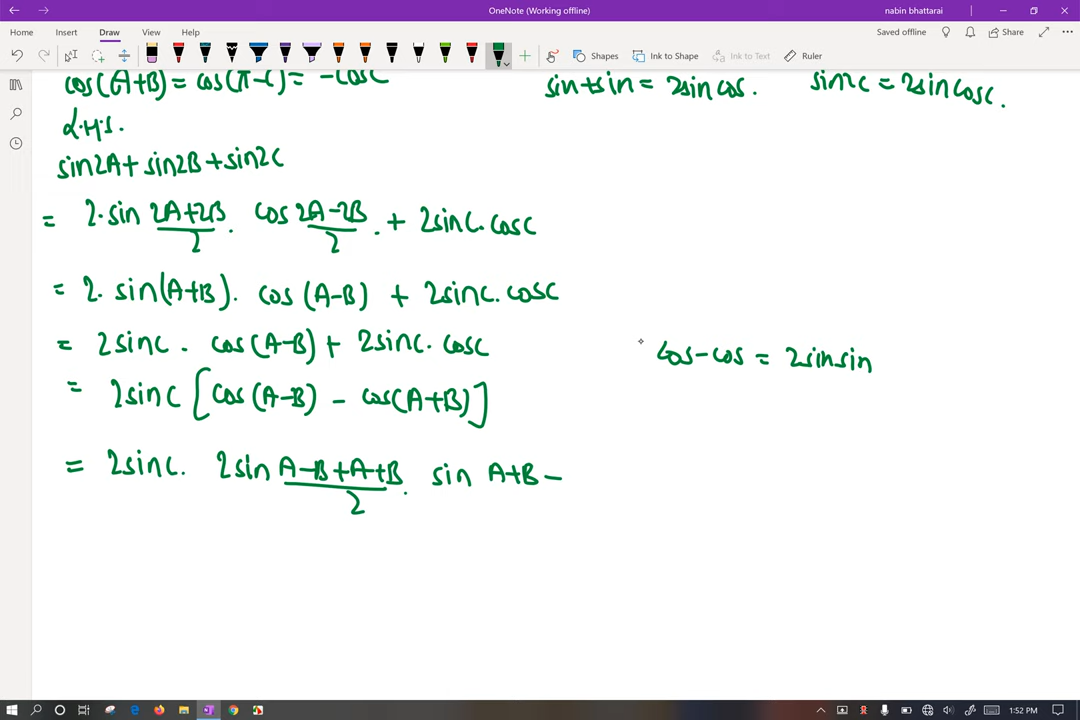 OneNote (Working offline)
nabin bhattarai
Home Insert Draw View Help
Saved offline Share
Shapes Ink to Shape Ink to Text Ruler
cos(A+B) = cos(π-C) = -cosC
sin+sin = 2sin cos. sin2C = 2sinCcosC.
L.H.S.
sin2A + sin2B + sin2C
= 2. sin 2A+2B/2 . cos 2A-2B/2 . + 2sinC. cosC
= 2. sin(A+B). cos (A-B) + 2sinC. cosC
= 2sinC . cos(A-B) + 2sinC. cosC
cos-cos = 2sinsin
= 2sinC [cos(A-B) - cos(A+B)]
= 2sinC. 2sin A-B+A+B/2 . sin A+B-
1:52 PM